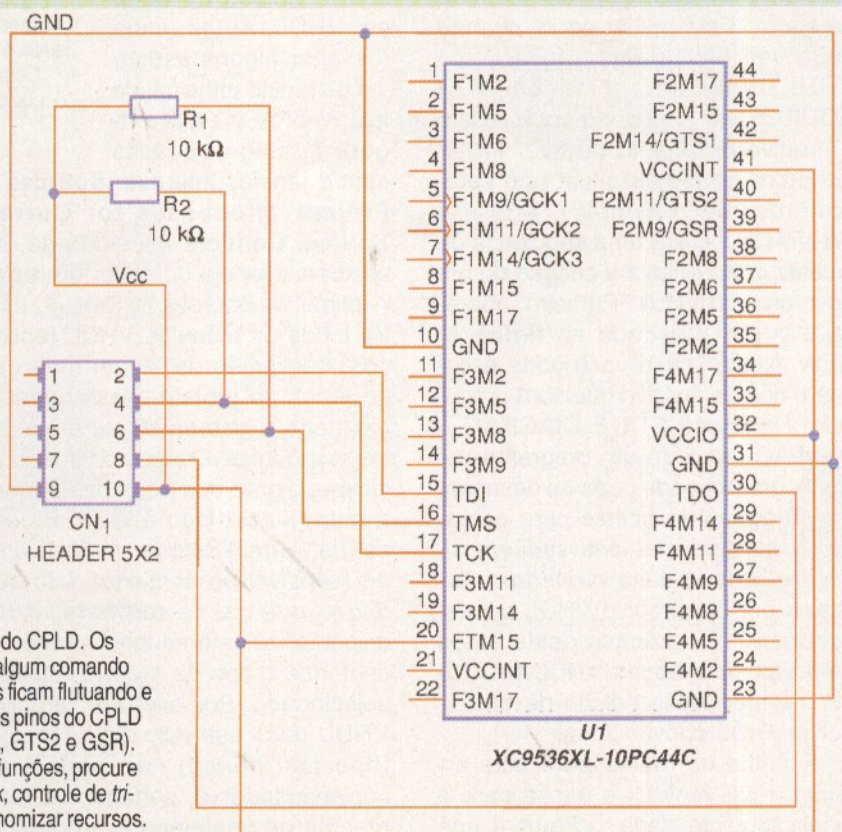 GND
R1
10 kΩ
R2
10 kΩ
Vcc
1 2
3 4
5 6
7 8
9 10
CN1
HEADER 5X2
F1M2 F2M17 44
2 F1M5 F2M15 43
3 F1M6 F2M14/GTS1 42
4 F1M8 VCCINT 41
5 F1M9/GCK1 F2M11/GTS2 40
6 F1M11/GCK2 F2M9/GSR 39
7 F1M14/GCK3 F2M8 38
8 F1M15 F2M6 37
9 F1M17 F2M5 36
10 GND F2M2 35
11 F3M2 F4M17 34
12 F3M5 F4M15 33
13 F3M8 VCCIO 32
14 F3M9 GND 31
15 TDI TDO 30
16 TMS F4M14 29
17 TCK F4M11 28
18 F3M11 F4M9 27
19 F3M14 F4M8 26
20 FTM15 F4M5 25
21 VCCINT F4M2 24
22 F3M17 GND 23
U1
XC9536XL-10PC44C
do CPLD. Os
algum comando
s ficam flutuando e
s pinos do CPLD
, GTS2 e GSR).
funções, procure
k, controle de tri-
nomizar recursos.